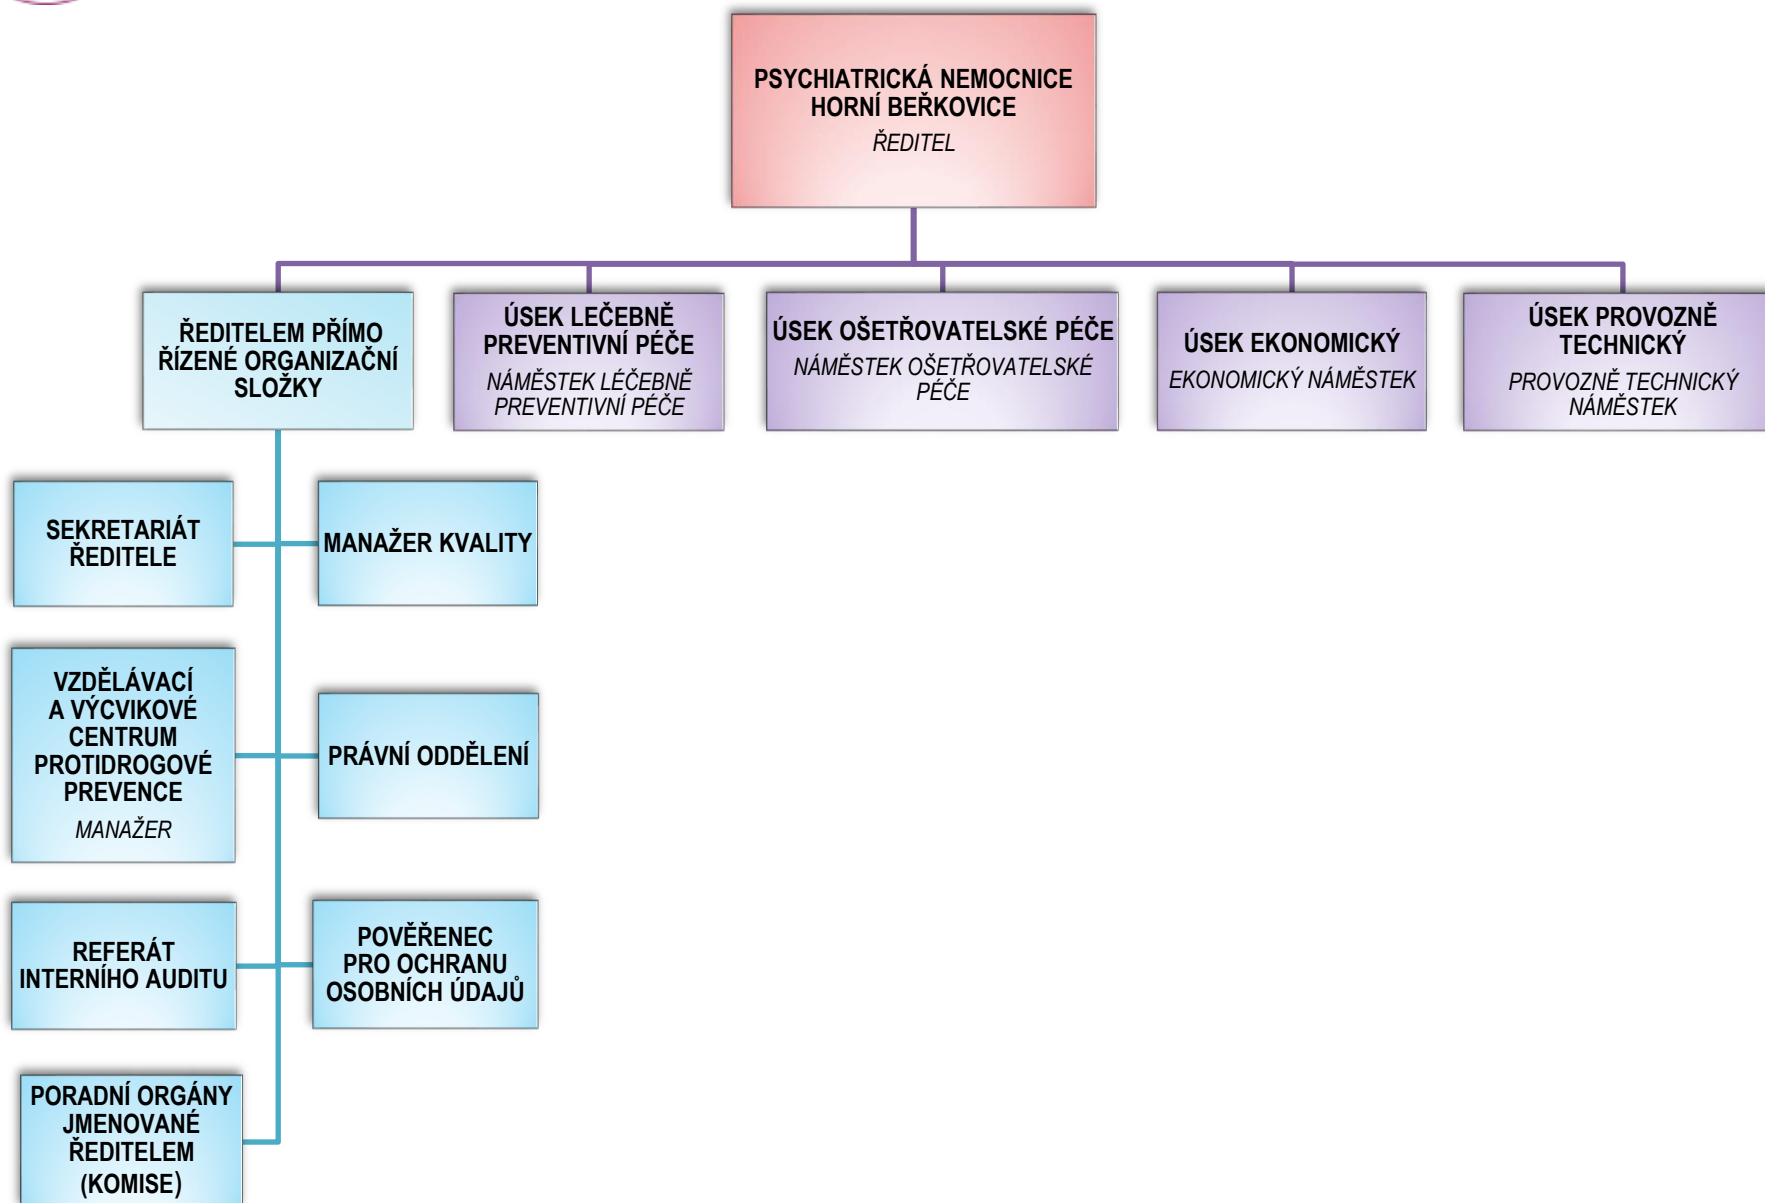 PSYCHIATRICKÁ NEMOCNICE
HORNÍ BEŘKOVICE
ŘEDITEL
ŘEDITELEM PŘÍMO
ŘÍZENÉ ORGANIZAČNÍ
SLOŽKY
ÚSEK LEČEBNĚ
PREVENTIVNÍ PÉČE
NÁMĚSTEK LÉČEBNĚ
PREVENTIVNÍ PÉČE
ÚSEK OŠETŘOVATELSKÉ PÉČE
NÁMĚSTEK OŠETŘOVATELSKÉ
PÉČE
ÚSEK EKONOMICKÝ
EKONOMICKÝ NÁMĚSTEK
ÚSEK PROVOZNĚ
TECHNICKÝ
PROVOZNĚ TECHNICKÝ
NÁMĚSTEK
SEKRETARIÁT
ŘEDITELE
MANAŽER KVALITY
VZDĚLÁVACÍ
A VÝCVIKOVÉ
CENTRUM
PROTIDROGOVÉ
PREVENCE
MANAŽER
PRÁVNÍ ODDĚLENÍ
REFERÁT
INTERNÍHO AUDITU
POVĚŘENEC
PRO OCHRANU
OSOBNÍCH ÚDAJŮ
PORADNÍ ORGÁNY
JMENOVANÉ
ŘEDITELEM
(KOMISE)